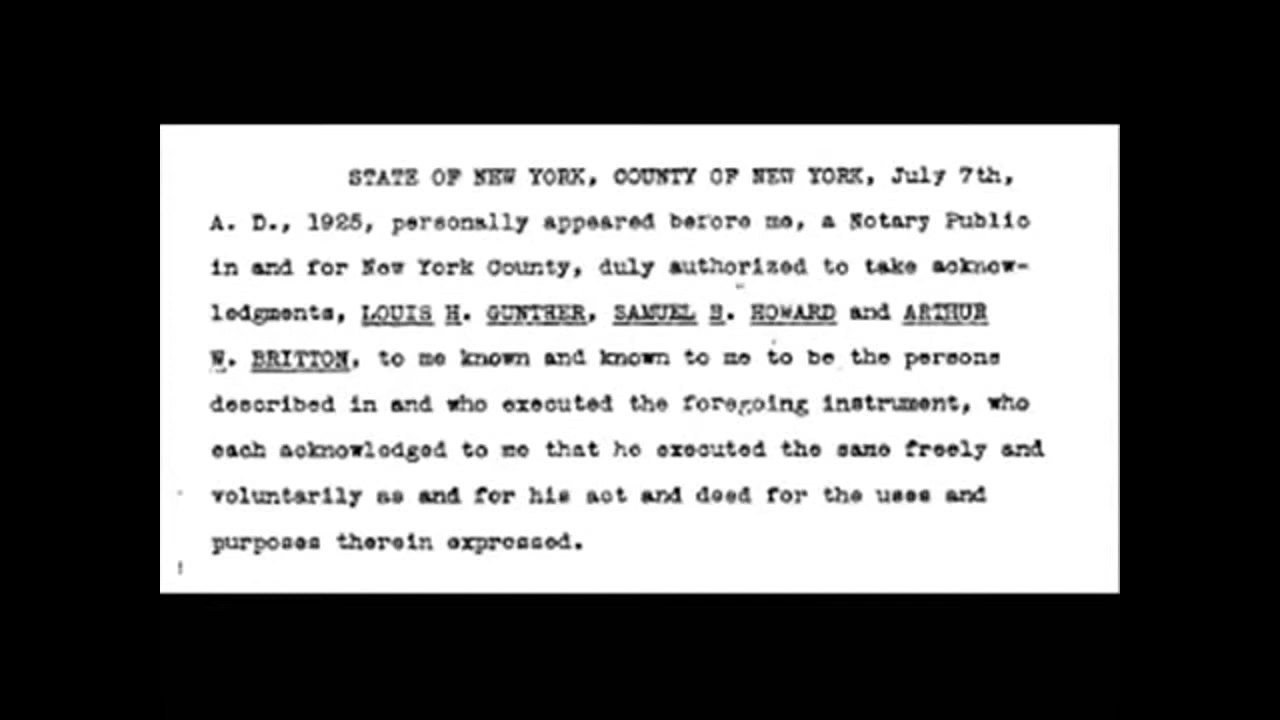 STATE OF NEW YORK, COUNTY OF NEW YORK, July 7th,
A. D., 1925, personally appeared before me, a Notary Public
in and for New York County, duly authorized to take acknow-
ledgments, LOUIS H. GUNTHER, SAMUEL B. HOWARD and ARTHUR
W. BRITTON, to me known and known to me to be the persons
described in and who executed the foregoing instrument, who
each acknowledged to me that he executed the same freely and
voluntarily as and for his act and deed for the uses and
purposes therein expressed.